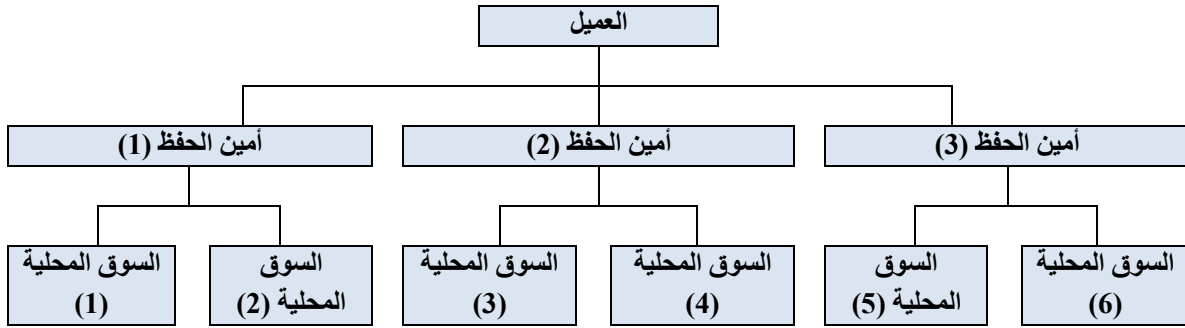 العميل
أمين الحفظ (1)
أمين الحفظ (2)
أمين الحفظ (3)
السوق المحلية
(1)
السوق
المحلية (2)
السوق المحلية
(3)
السوق المحلية
(4)
السوق
المحلية (5)
السوق المحلية
(6)